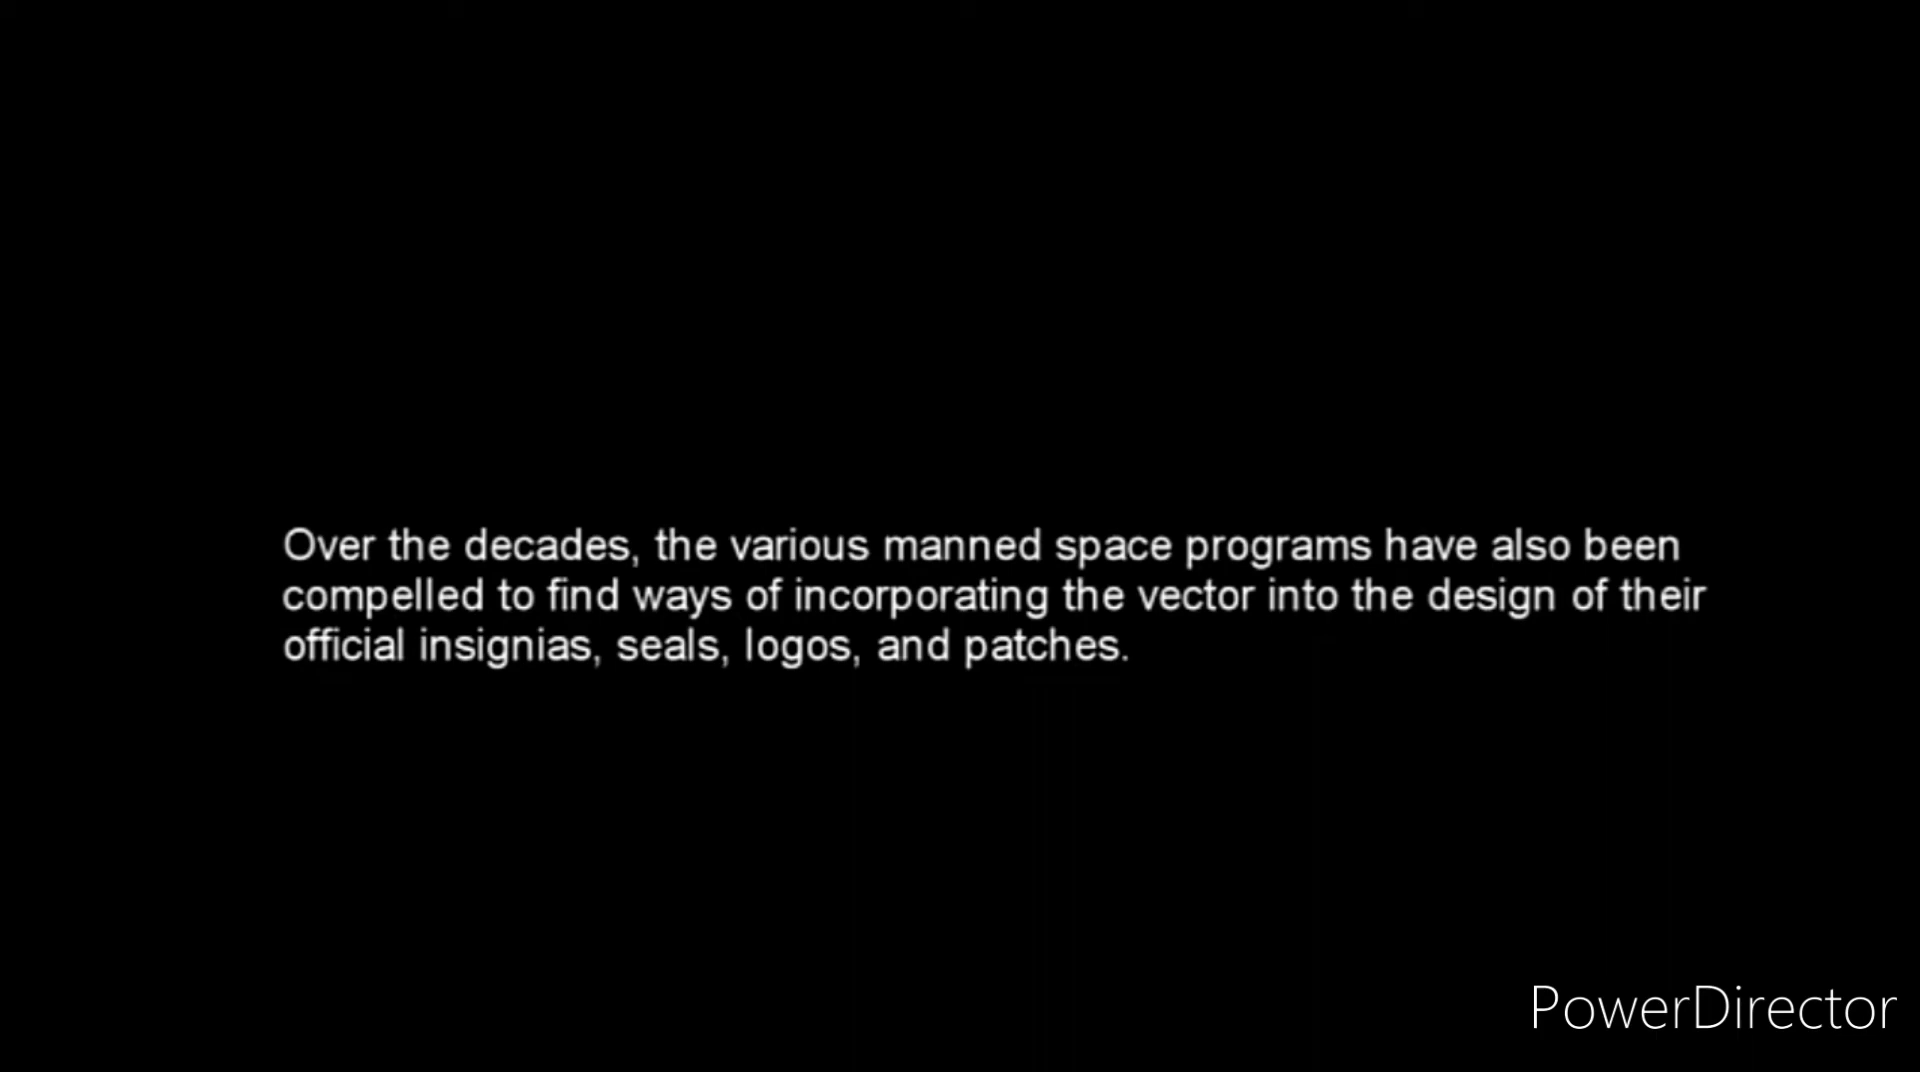 Over the decades, the various manned space programs have also been
compelled to find ways of incorporating the vector into the design of their
official insignias, seals, logos, and patches.
PowerDirector